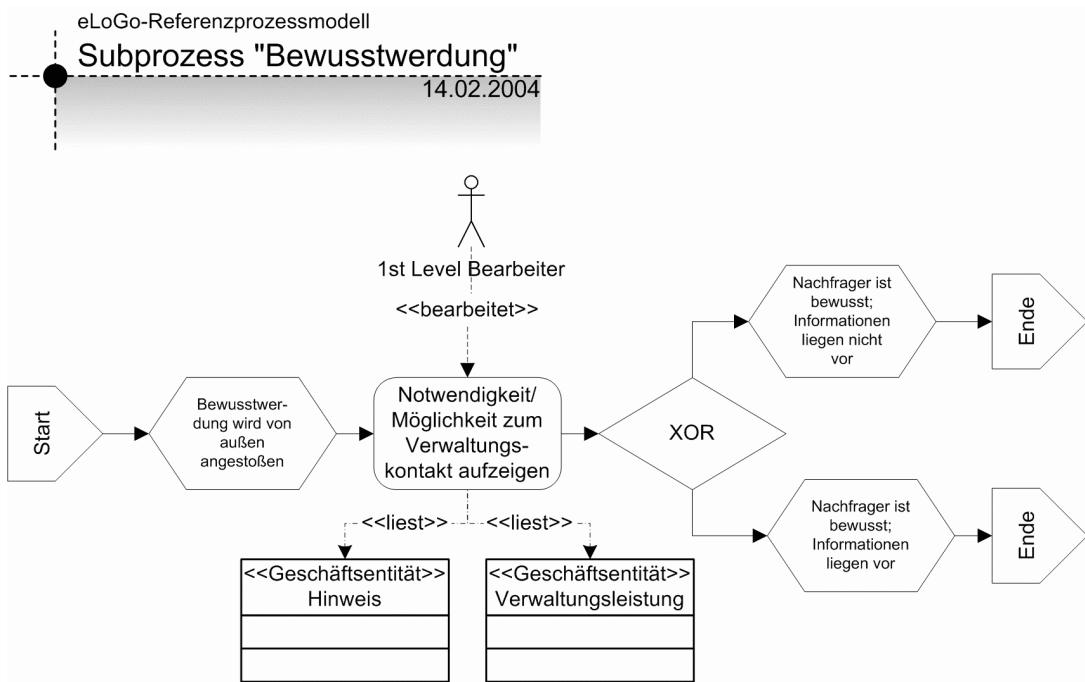 eLoGo-Referenzprozessmodell
Subprozess "Bewusstwerdung"
14.02.2004
1st Level Bearbeiter
<<bearbeitet>>
Start
Bewusstwer-
dung wird von
außen
angestoßen
Notwendigkeit/
Möglichkeit zum
Verwaltungs-
kontakt aufzeigen
XOR
Nachfrager ist
bewusst;
Informationen
liegen nicht
vor
Ende
Nachfrager ist
bewusst;
Informationen
liegen vor
Ende
<<liest>>
<<liest>>
<<Geschäftsentität>>
Hinweis
<<Geschäftsentität>>
Verwaltungsleistung